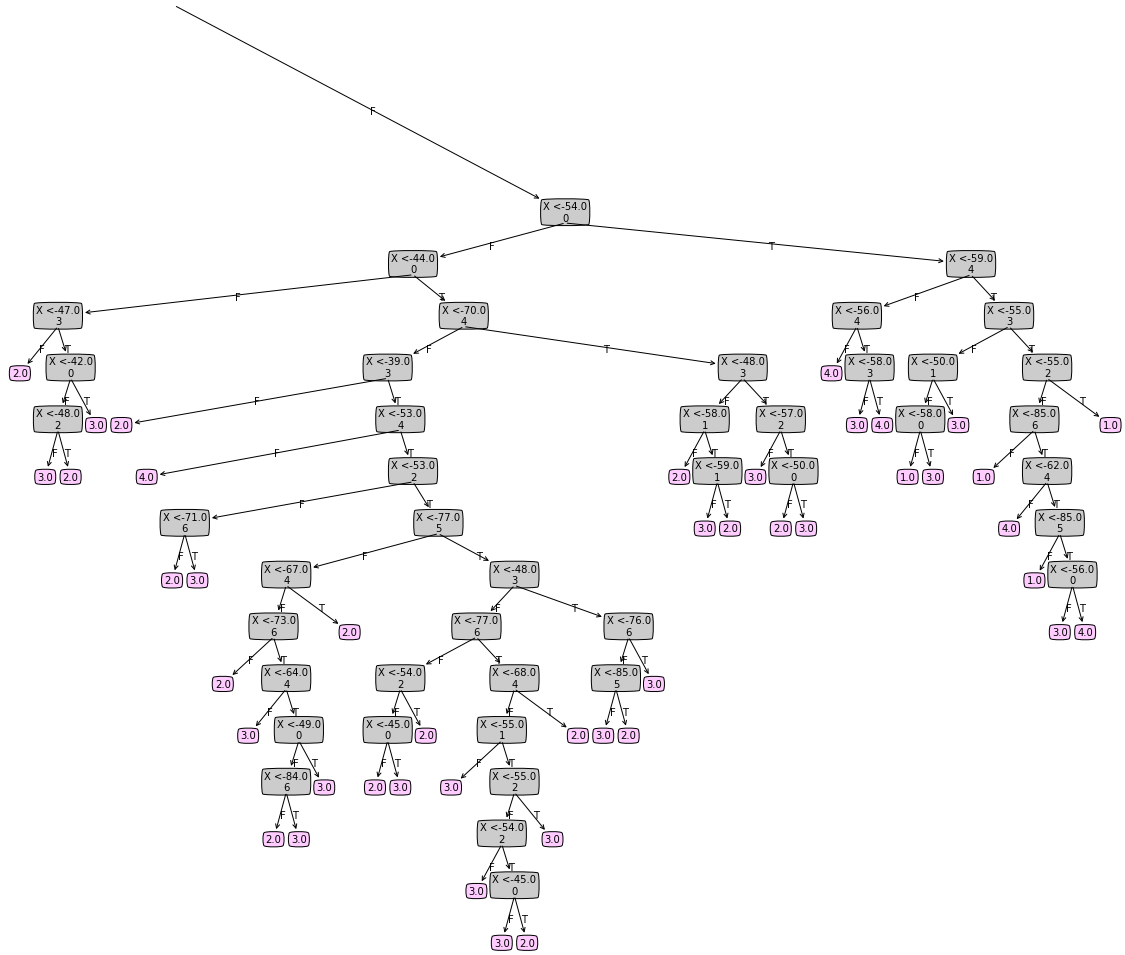 F
X <-54.0
0
F
T
X <-44.0
0
X <-59.0
4
F
T
F
T
X <-47.0
3
X <-70.0
4
X <-56.0
4
X <-55.0
3
F
T
F
T
F
T
F
T
2.0
X <-42.0
0
X <-39.0
3
X <-48.0
3
4.0
X <-58.0
3
X <-50.0
1
X <-55.0
2
F
T
F
T
F
T
F
T
F
T
F
T
X <-48.0
2
3.0
2.0
X <-53.0
4
X <-58.0
1
X <-57.0
2
3.0
4.0
X <-58.0
0
3.0
X <-85.0
6
1.0
F
T
F
T
F
T
F
T
F
T
F
T
3.0
2.0
4.0
X <-53.0
2
2.0
X <-59.0
1
3.0
X <-50.0
0
1.0
3.0
1.0
X <-62.0
4
F
T
F
T
F
T
F
T
X <-71.0
6
X <-77.0
5
3.0
2.0
2.0
3.0
4.0
X <-85.0
5
F
T
F
T
F
T
2.0
3.0
X <-67.0
4
X <-48.0
3
1.0
X <-56.0
0
F
T
F
T
F
T
X <-73.0
6
2.0
X <-77.0
6
X <-76.0
6
3.0
4.0
F
T
F
T
F
T
2.0
X <-64.0
4
X <-54.0
2
X <-68.0
4
X <-85.0
5
3.0
F
T
F
T
F
T
F
T
3.0
X <-49.0
0
X <-45.0
0
2.0
X <-55.0
1
2.0
3.0
2.0
F
T
F
T
F
T
X <-84.0
6
3.0
2.0
3.0
3.0
X <-55.0
2
F
T
F
T
2.0
3.0
X <-54.0
2
3.0
F
T
3.0
X <-45.0
0
F
T
3.0
2.0